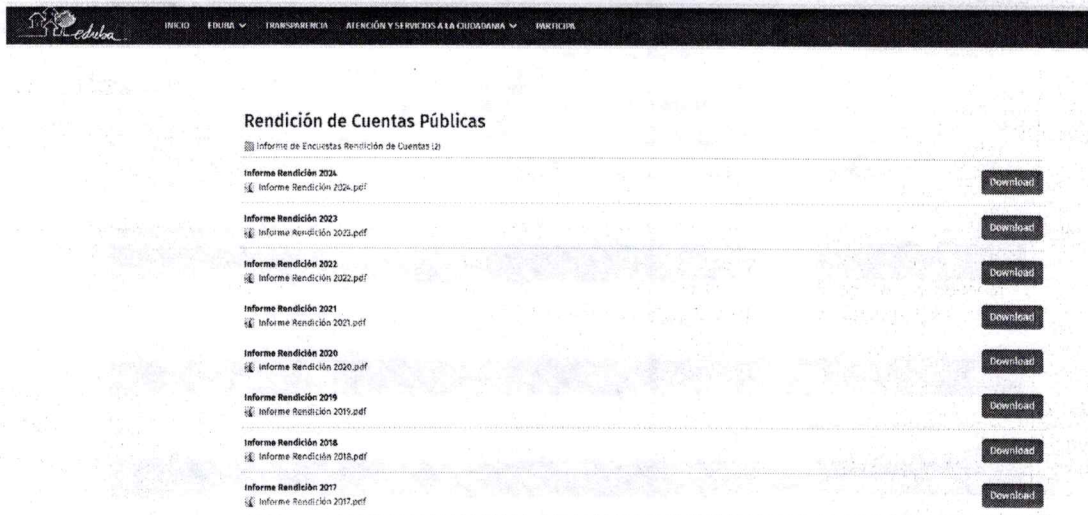 eduba
INICIO EDUBA TRANSPARENCIA ATENCIÓN Y SERVICIOS A LA CIUDADANIA PARTICIPA
Rendición de Cuentas Públicas
Informe de Encuestas Rendición de Cuentas (2)
Informe Rendición 2024
Informe Rendición 2024.pdf
Download
Informe Rendición 2023
Informe Rendición 2023.pdf
Download
Informe Rendición 2022
Informe Rendición 2022.pdf
Download
Informe Rendición 2021
Informe Rendición 2021.pdf
Download
Informe Rendición 2020
Informe Rendición 2020.pdf
Download
Informe Rendición 2019
Informe Rendición 2019.pdf
Download
Informe Rendición 2018
Informe Rendición 2018.pdf
Download
Informe Rendición 2017
Informe Rendición 2017.pdf
Download